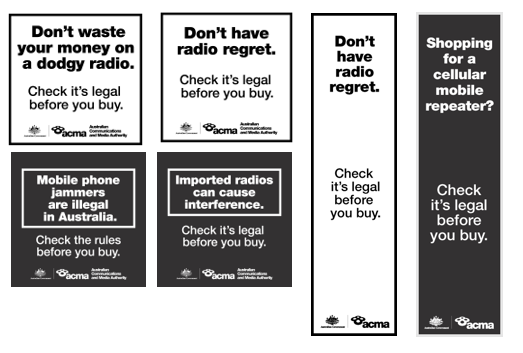 Don't waste
your money on
a dodgy radio.
Check it's legal
before you buy.
acma
Australian
Communications
and Media Authority
Don't have
radio regret.
Check it's legal
before you buy.
acma
Australian
Communications
and Media Authority
Mobile phone
jammers
are illegal
in Australia.
Check the rules
before you buy.
acma
Australian
Communications
and Media Authority
Imported radios
can cause
interference.
Check it's legal
before you buy.
acma
Australian
Communications
and Media Authority
Don't
have
radio
regret.
Check
it's legal
before
you buy.
Australian Government
acma
Shopping
for a
cellular
mobile
repeater?
Check
it's legal
before
you buy.
Australian Government
acma